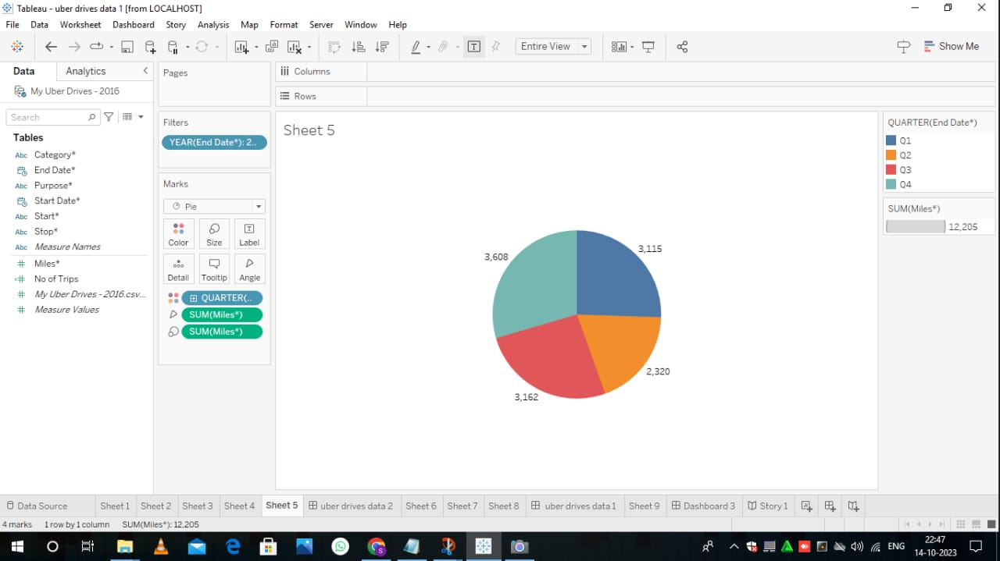 Tableau - uber drives data 1 [from LOCALHOST]
File Data Worksheet Dashboard Story Analysis Map Format Server Window Help
Entire View
Show Me
Data Analytics
My Uber Drives - 2016
Search
Tables
Abc Category*
End Date*
Abc Purpose*
Start Date*
Abc Start*
Abc Stop*
Abc Measure Names
# Miles*
# No of Trips
# My Uber Drives - 2016.csv...
# Measure Values
Pages
Filters
YEAR(End Date*): 2..
Marks
Pie
Color Size Label
Detail Tooltip Angle
QUARTER(..
SUM(Miles*)
SUM(Miles*)
Columns
Rows
Sheet 5
3,608
3,115
2,320
3,162
QUARTER(End Date*)
Q1
Q2
Q3
Q4
SUM(Miles*)
12,205
Data Source Sheet 1 Sheet 2 Sheet 3 Sheet 4 Sheet 5 uber drives data 2 Sheet 6 Sheet 7 Sheet 8 uber drives data 1 Sheet 9 Dashboard 3 Story 1
4 marks 1 row by 1 column SUM(Miles*): 12,205
ENG
22:47
14-10-2023